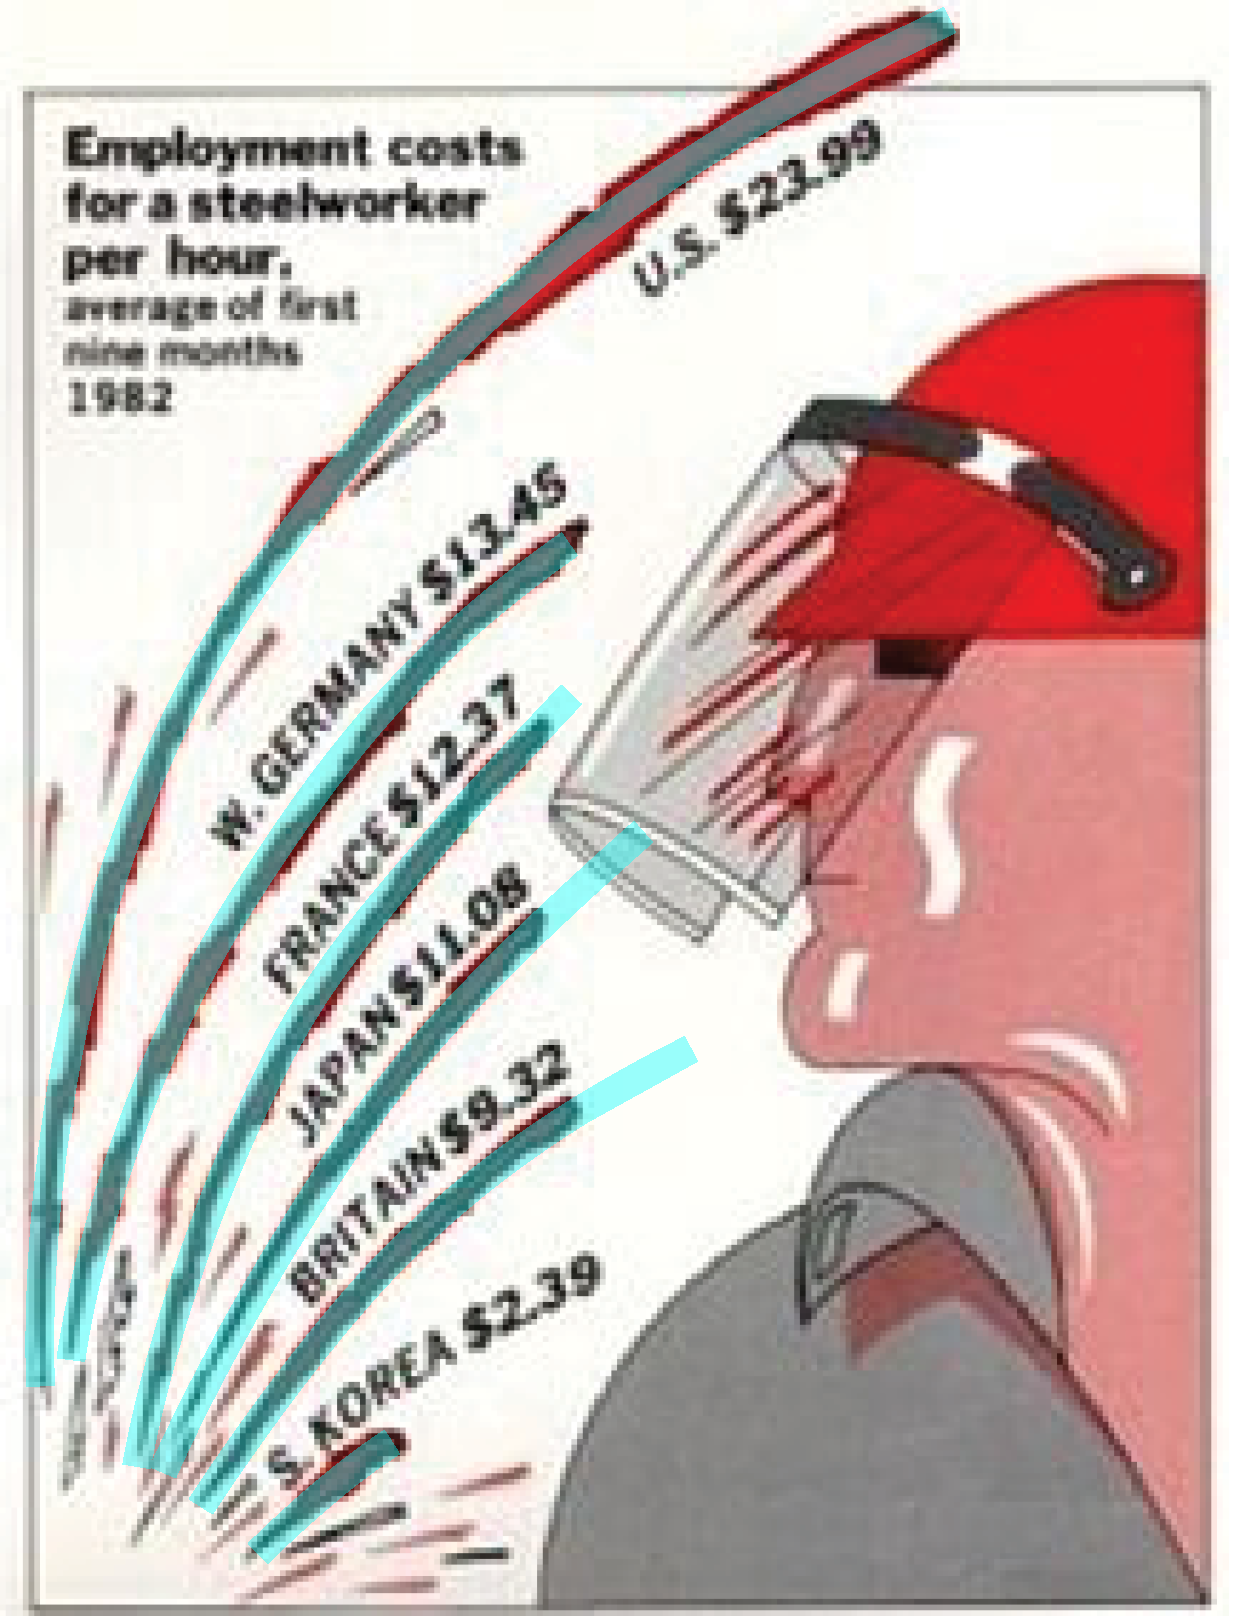 Employment costs
for a steelworker
per hour,
average of first
nine months
1982
U.S. $23.99
W. GERMANY $13.45
FRANCE $12.37
JAPAN $11.08
BRITAIN $9.32
S. KOREA $2.39